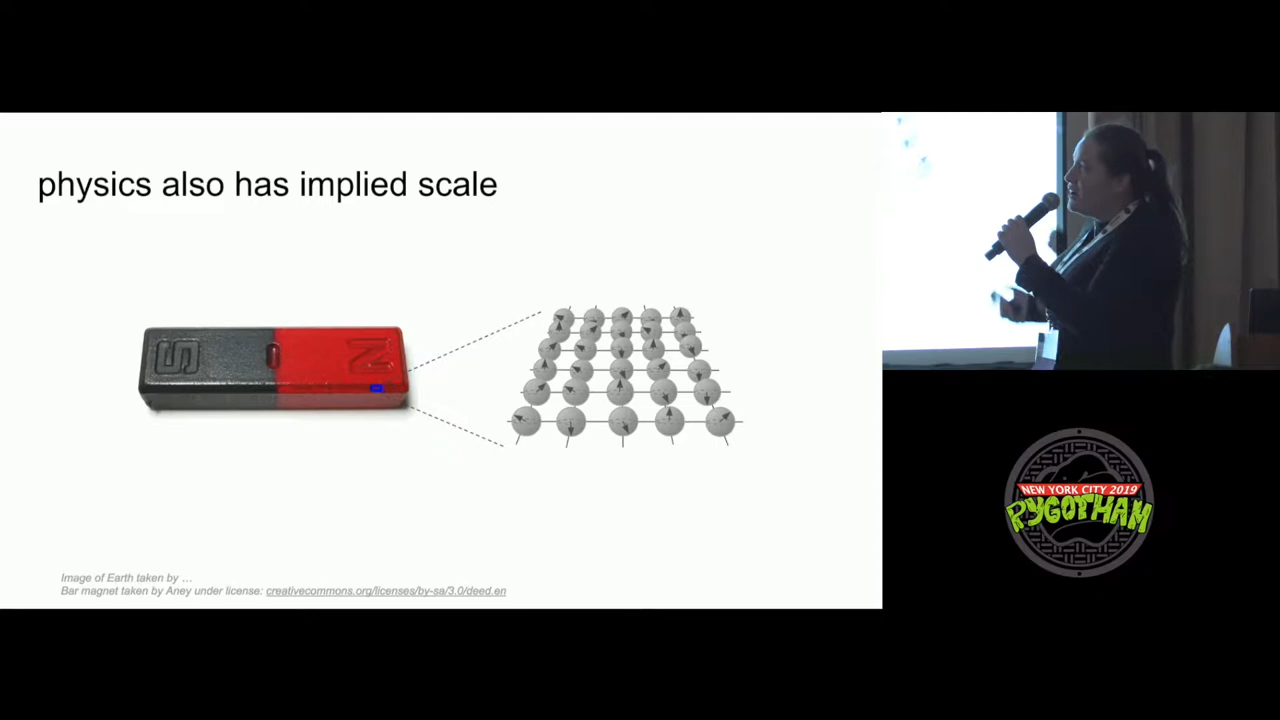 physics also has implied scale
S
N
Image of Earth taken by …
Bar magnet taken by Aney under license: creativecommons.org/licenses/by-sa/3.0/deed.en
NEW YORK CITY 2019
PYGOTHAM